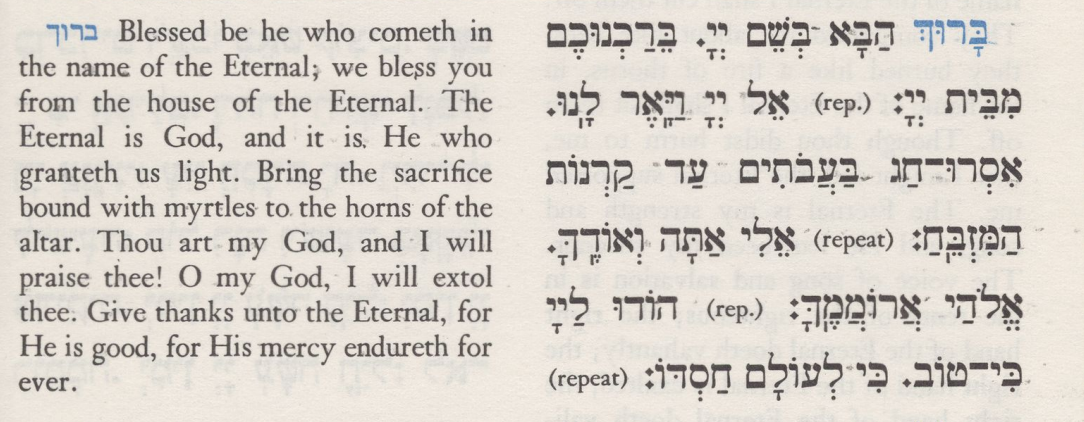 ברוך Blessed be he who cometh in
the name of the Eternal; we bless you
from the house of the Eternal. The
Eternal is God, and it is He who
granteth us light. Bring the sacrifice
bound with myrtles to the horns of the
altar. Thou art my God, and I will
praise thee! O my God, I will extol
thee. Give thanks unto the Eternal, for
He is good, for His mercy endureth for
ever.
בָּרוּךְ הַבָּא בְּשֵׁם יְיָ. בֵּרַכְנוּכֶם
מִבֵּית יְיָ: (rep.) אֵלִי יְיָ וַיָּאֶר לָנוּ.
אִסְרוּ־חַג בַּעֲבֹתִים עַד קַרְנוֹת
הַמִּזְבֵּחַ: (repeat) אֵלִי אַתָּה וְאוֹדֶךָּ.
אֱלֹהַי אֲרוֹמְמֶךָּ: (rep.) הוֹדוּ לַיְיָ
כִּי־טוֹב. כִּי לְעוֹלָם חַסְדּוֹ: (repeat)